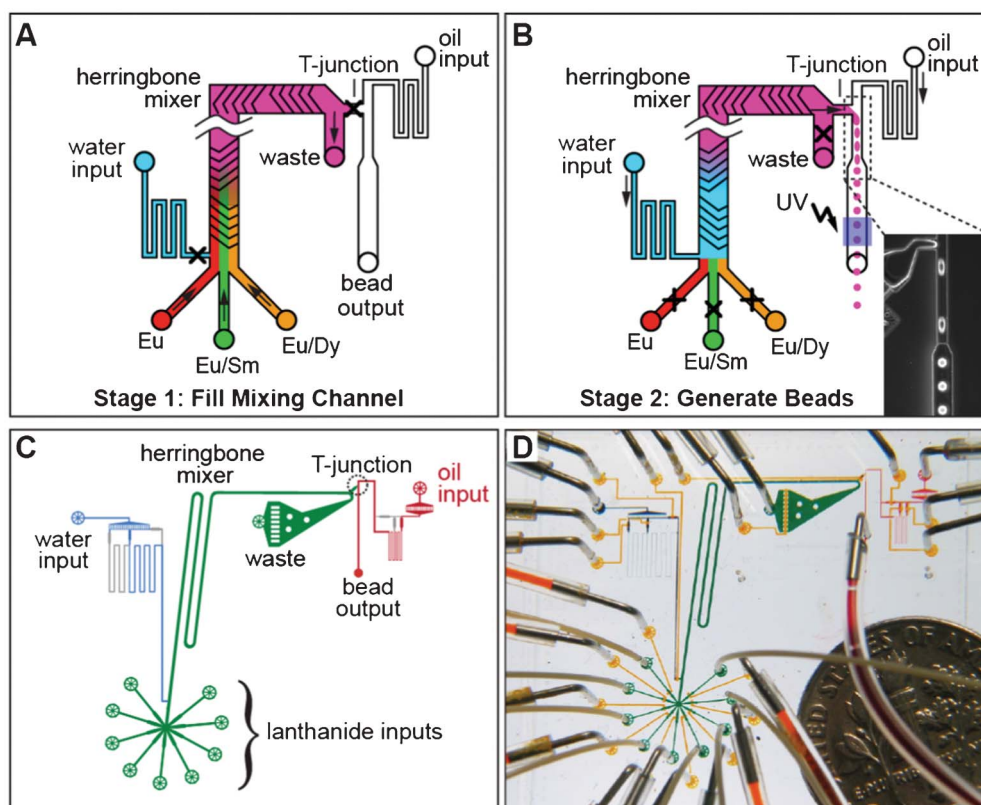 A
oil
input
T-junction
herringbone
mixer
water
input
waste
bead
output
Eu
Eu/Sm
Eu/Dy
Stage 1: Fill Mixing Channel
B
oil
input
T-junction
herringbone
mixer
water
input
waste
UV
Eu
Eu/Sm
Eu/Dy
Stage 2: Generate Beads
C
herringbone
mixer
T-junction
oil
input
water
input
waste
bead
output
lanthanide inputs
D